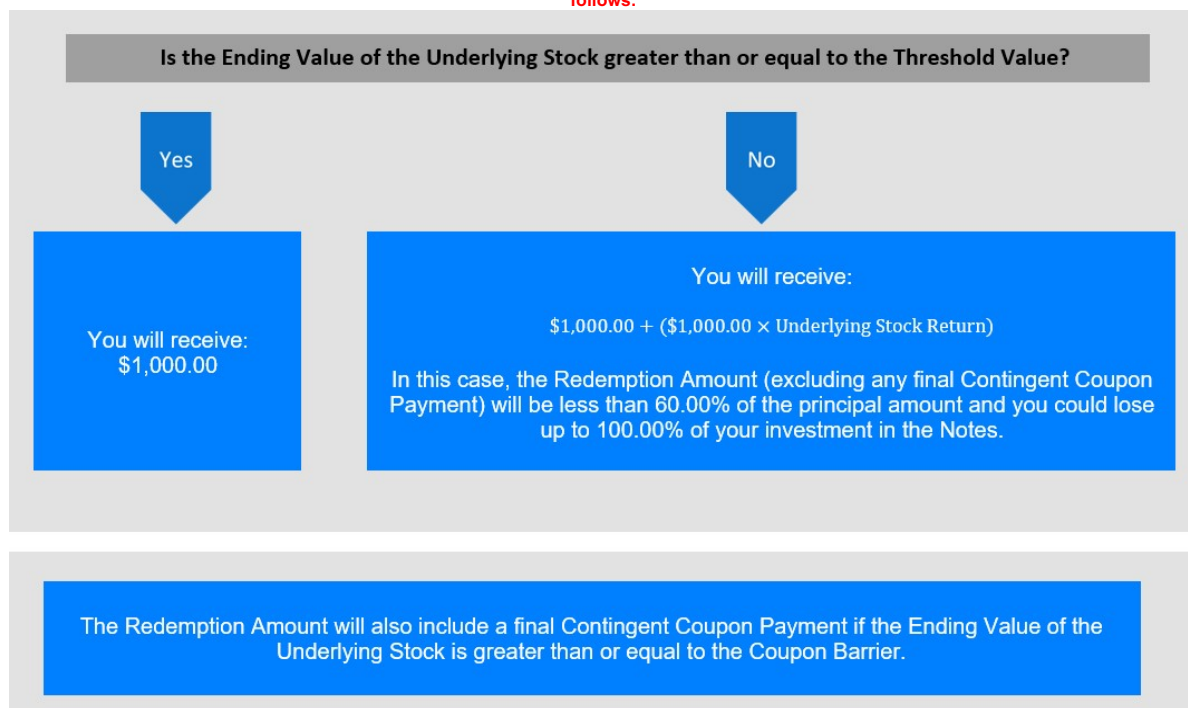 follows:
Is the Ending Value of the Underlying Stock greater than or equal to the Threshold Value?
Yes
No
You will receive:
$1,000.00
You will receive:
$1,000.00 + ($1,000.00 × Underlying Stock Return)
In this case, the Redemption Amount (excluding any final Contingent Coupon
Payment) will be less than 60.00% of the principal amount and you could lose
up to 100.00% of your investment in the Notes.
The Redemption Amount will also include a final Contingent Coupon Payment if the Ending Value of the
Underlying Stock is greater than or equal to the Coupon Barrier.